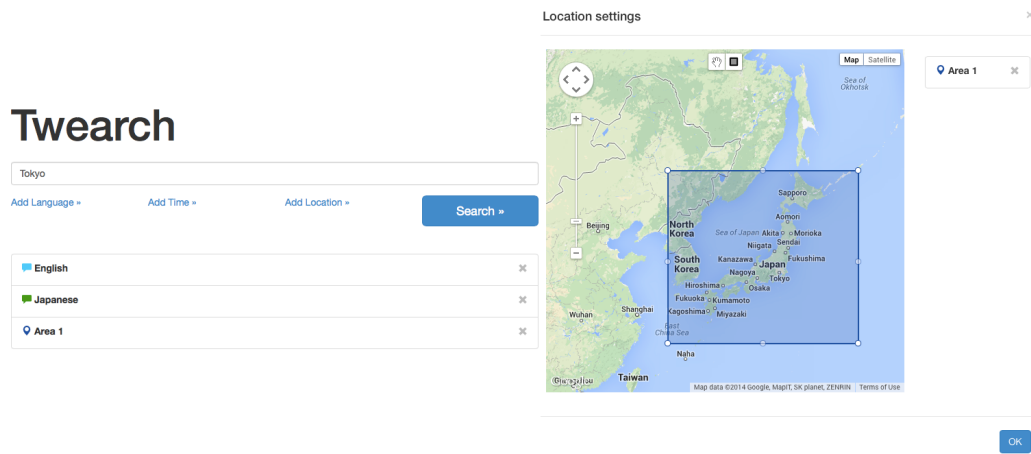 Location settings
×
Twearch
Tokyo
Add Language »
Add Time »
Add Location »
Search »
English
Japanese
Area 1
Map
Satellite
Sea of
Okhotsk
Sapporo
Aomori
Beijing
North
Korea
Sea of Japan
Akita
Morioka
Sendai
Niigata
South
Korea
Kanazawa
Japan
Fukushima
Nagoya
Tokyo
Hiroshima
Osaka
Fukuoka
Kumamoto
Kagoshima
Miyazaki
Wuhan
Shanghai
East
China Sea
Naha
Taiwan
Map data ©2014 Google, MapIT, SK planet, ZENRIN
Terms of Use
Area 1
OK